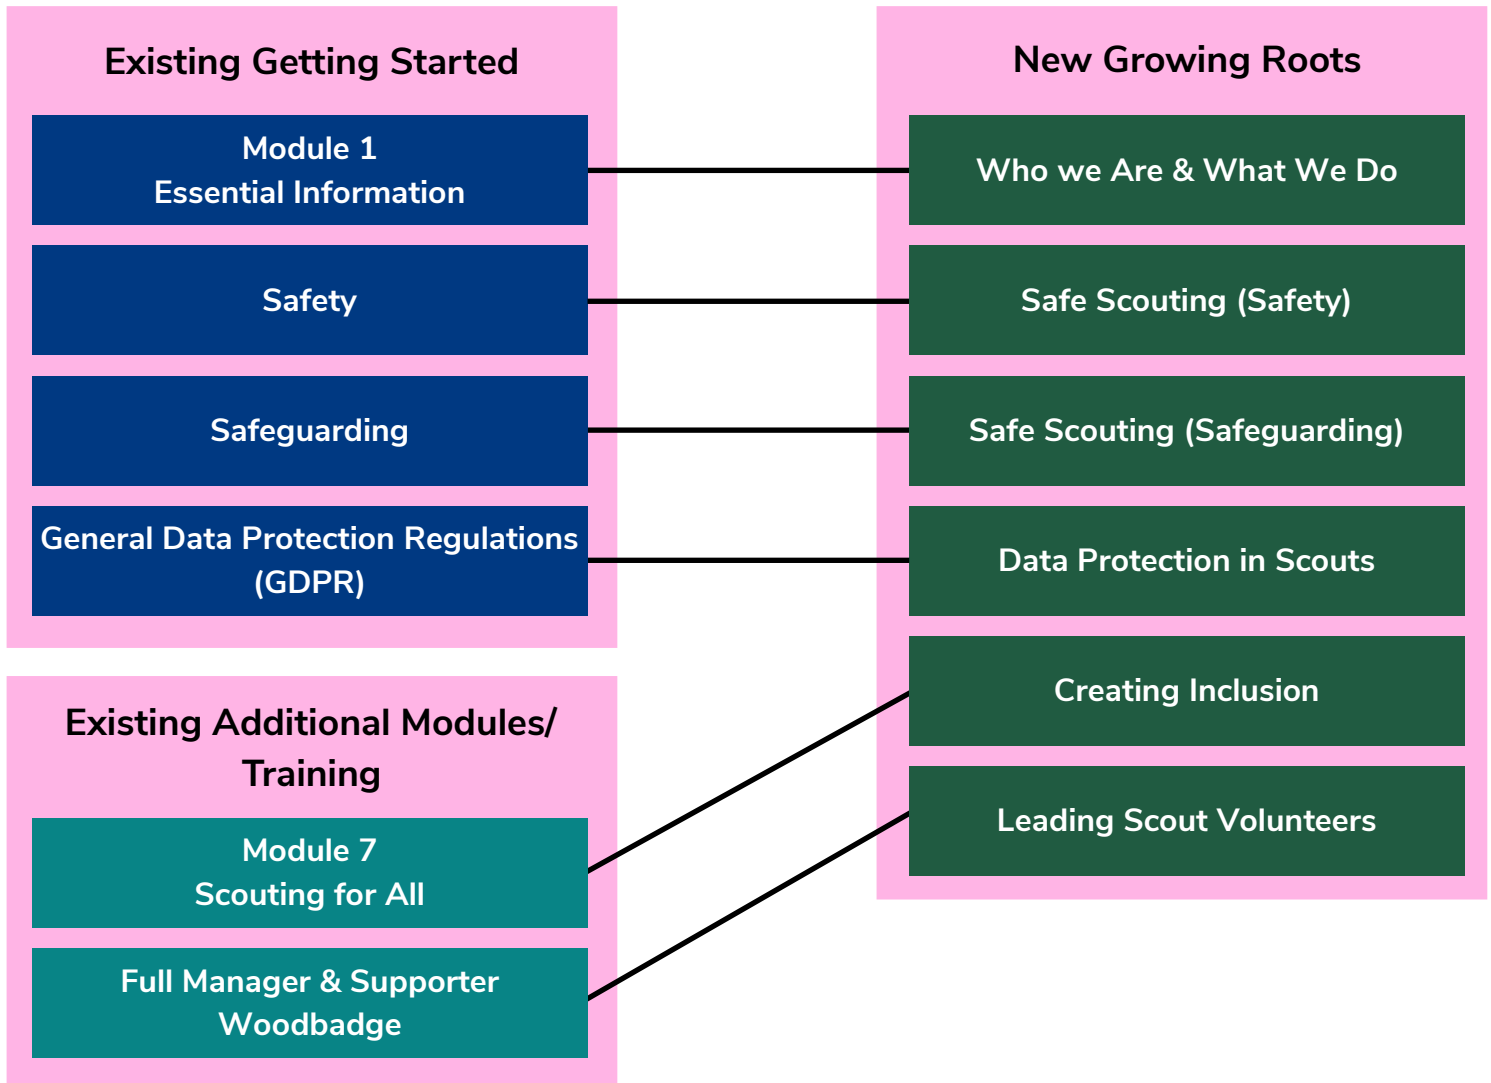 Existing Getting Started
Module 1
Essential Information
Safety
Safeguarding
General Data Protection Regulations
(GDPR)
Existing Additional Modules/
Training
Module 7
Scouting for All
Full Manager & Supporter
Woodbadge
New Growing Roots
Who we Are & What We Do
Safe Scouting (Safety)
Safe Scouting (Safeguarding)
Data Protection in Scouts
Creating Inclusion
Leading Scout Volunteers